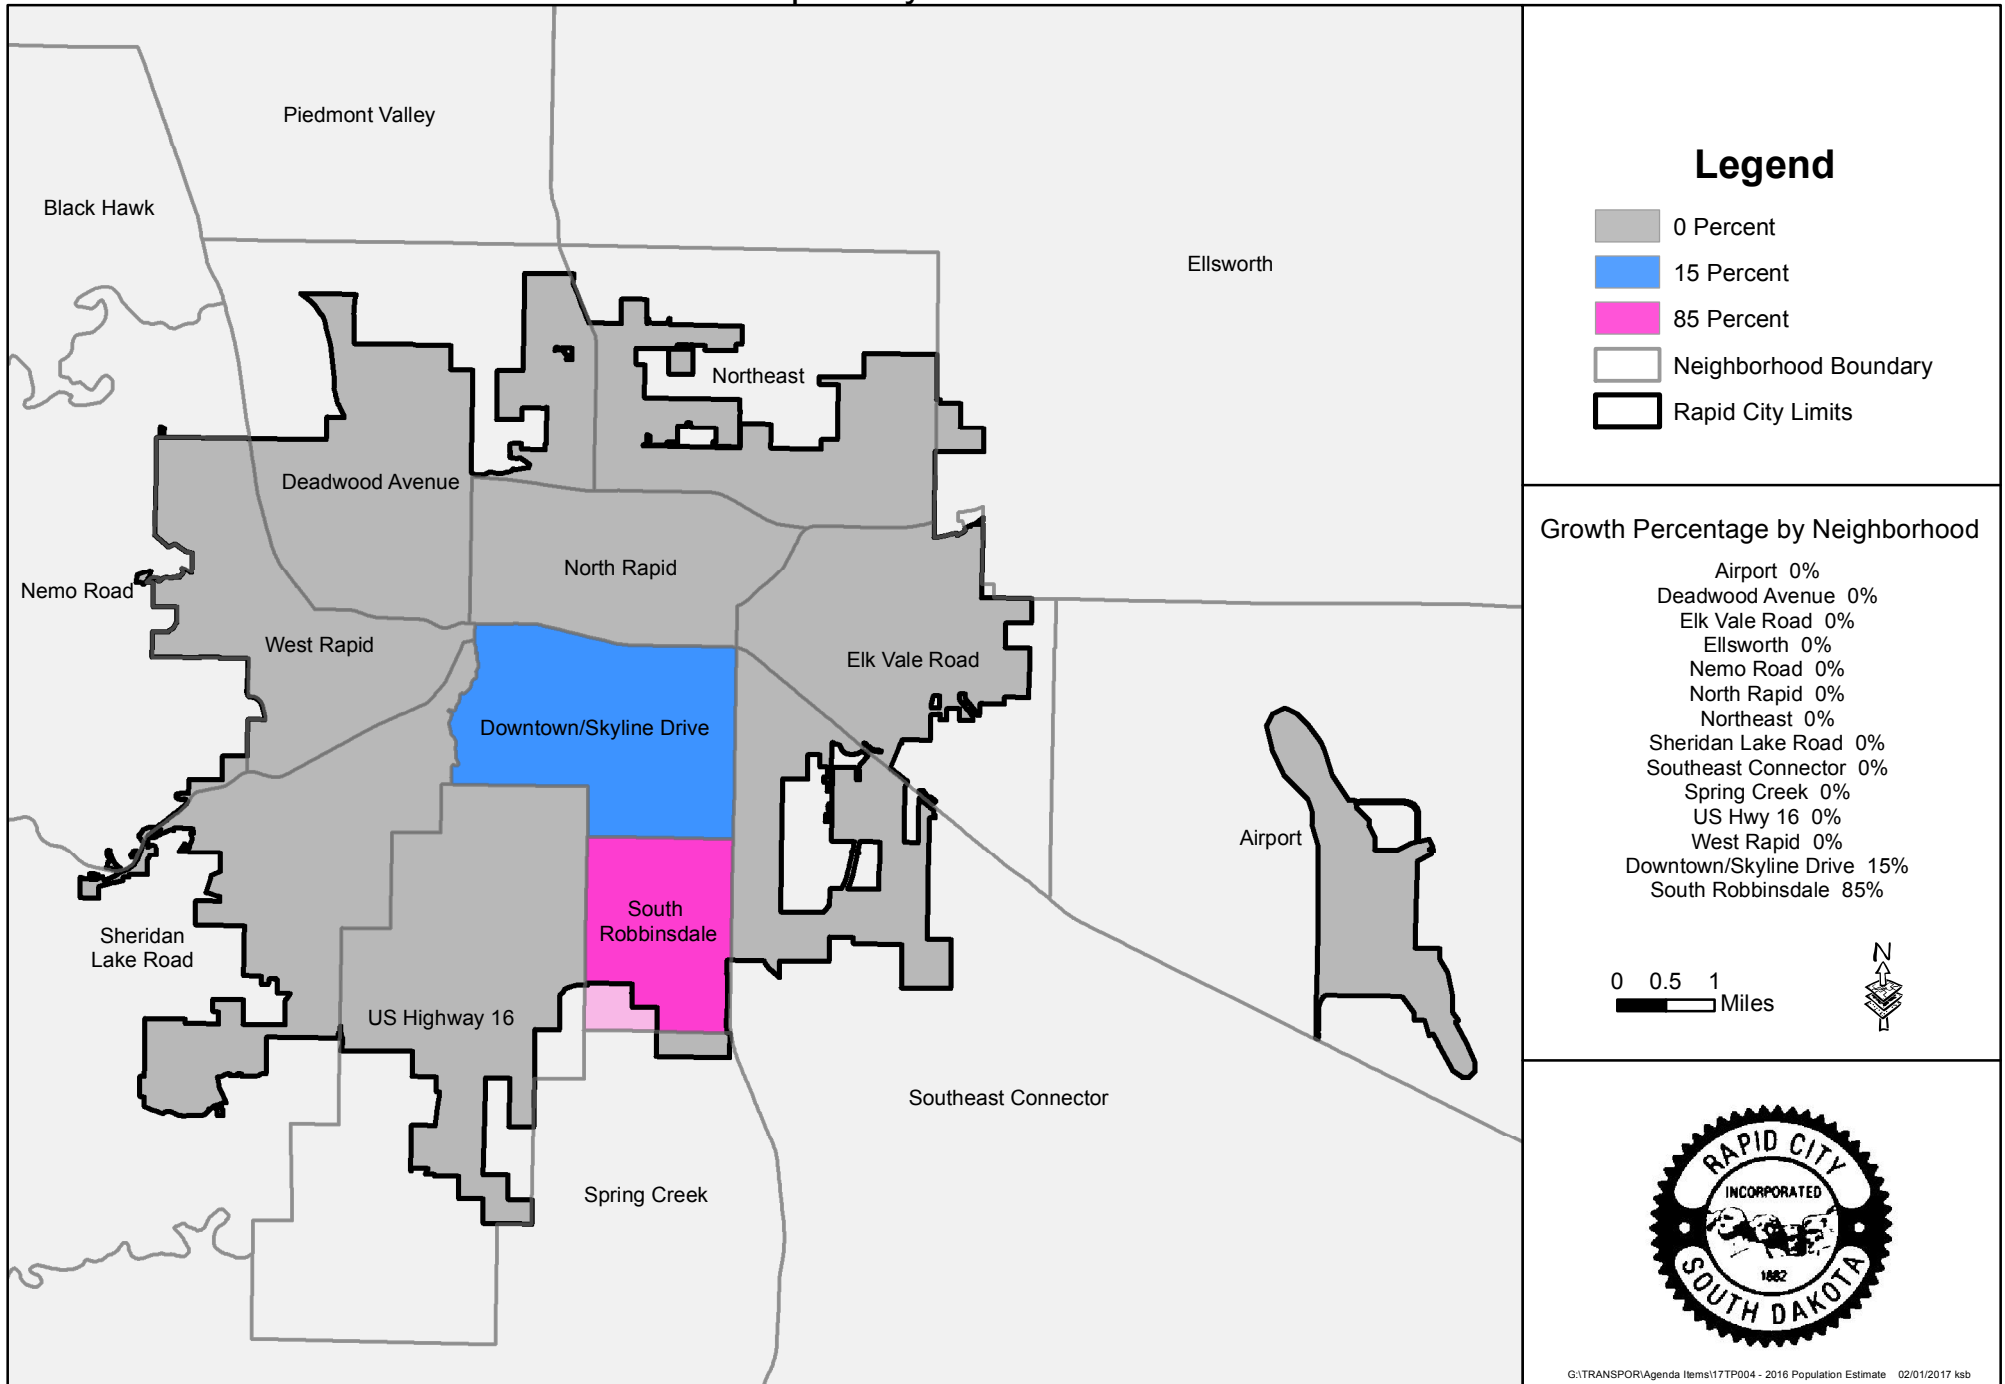 Piedmont Valley
Black Hawk
Ellsworth
Northeast
Deadwood Avenue
North Rapid
Nemo Road
West Rapid
Elk Vale Road
Downtown/Skyline Drive
Airport
South
Robbinsdale
Sheridan
Lake Road
US Highway 16
Southeast Connector
Spring Creek
Legend
0 Percent
15 Percent
85 Percent
Neighborhood Boundary
Rapid City Limits
Growth Percentage by Neighborhood
Airport 0%
Deadwood Avenue 0%
Elk Vale Road 0%
Ellsworth 0%
Nemo Road 0%
North Rapid 0%
Northeast 0%
Sheridan Lake Road 0%
Southeast Connector 0%
Spring Creek 0%
US Hwy 16 0%
West Rapid 0%
Downtown/Skyline Drive 15%
South Robbinsdale 85%
N
0 0.5 1
Miles
RAPID CITY
INCORPORATED
1882
SOUTH DAKOTA
G:\TRANSPOR\Agenda Items\17TP004 - 2016 Population Estimate 02/01/2017 ksb